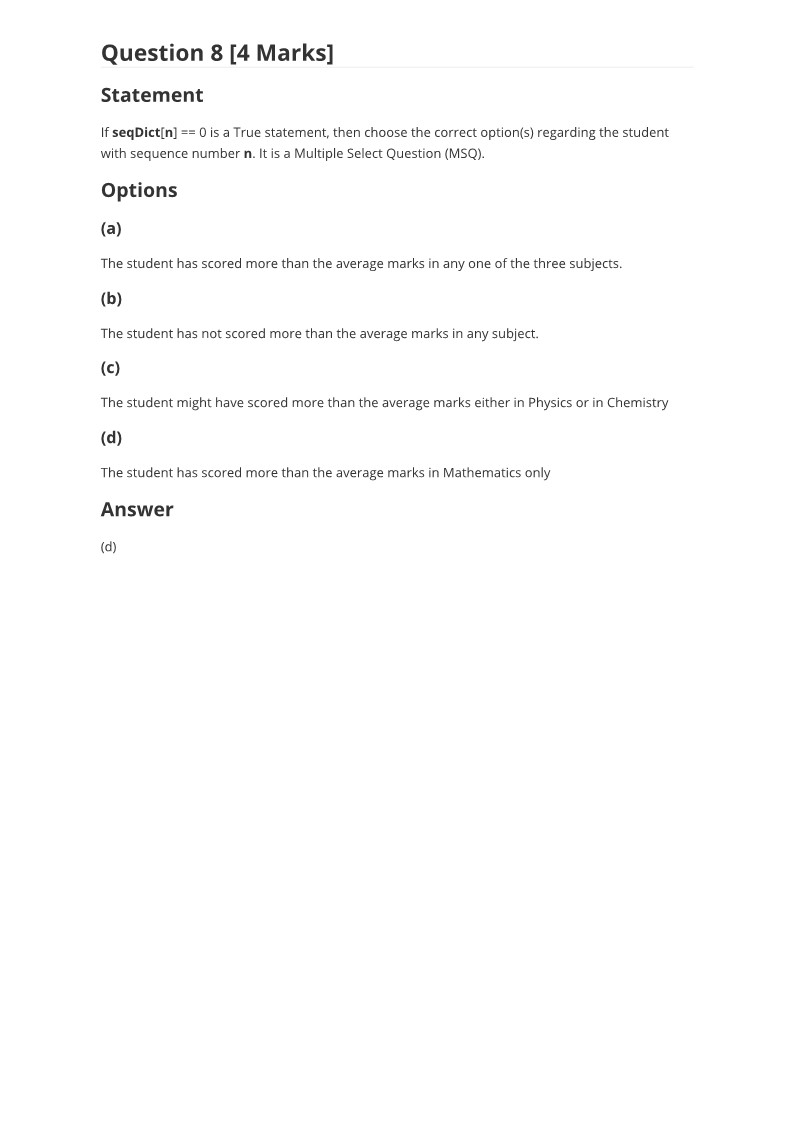 Question 8 [4 Marks]
Statement
If seqDict[n] == 0 is a True statement, then choose the correct option(s) regarding the student
with sequence number n. It is a Multiple Select Question (MSQ).
Options
(a)
The student has scored more than the average marks in any one of the three subjects.
(b)
The student has not scored more than the average marks in any subject.
(c)
The student might have scored more than the average marks either in Physics or in Chemistry
(d)
The student has scored more than the average marks in Mathematics only
Answer
(d)